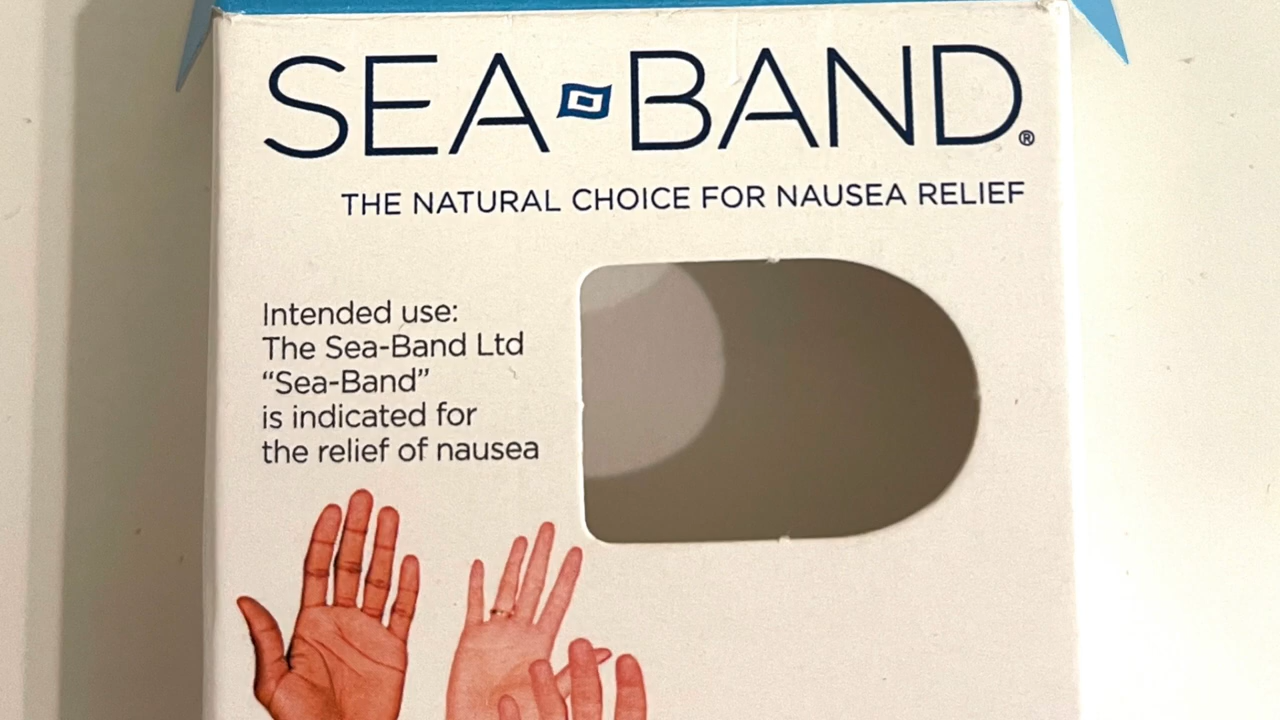 SEA-BAND®
THE NATURAL CHOICE FOR NAUSEA RELIEF
Intended use:
The Sea-Band Ltd
“Sea-Band”
is indicated for
the relief of nausea